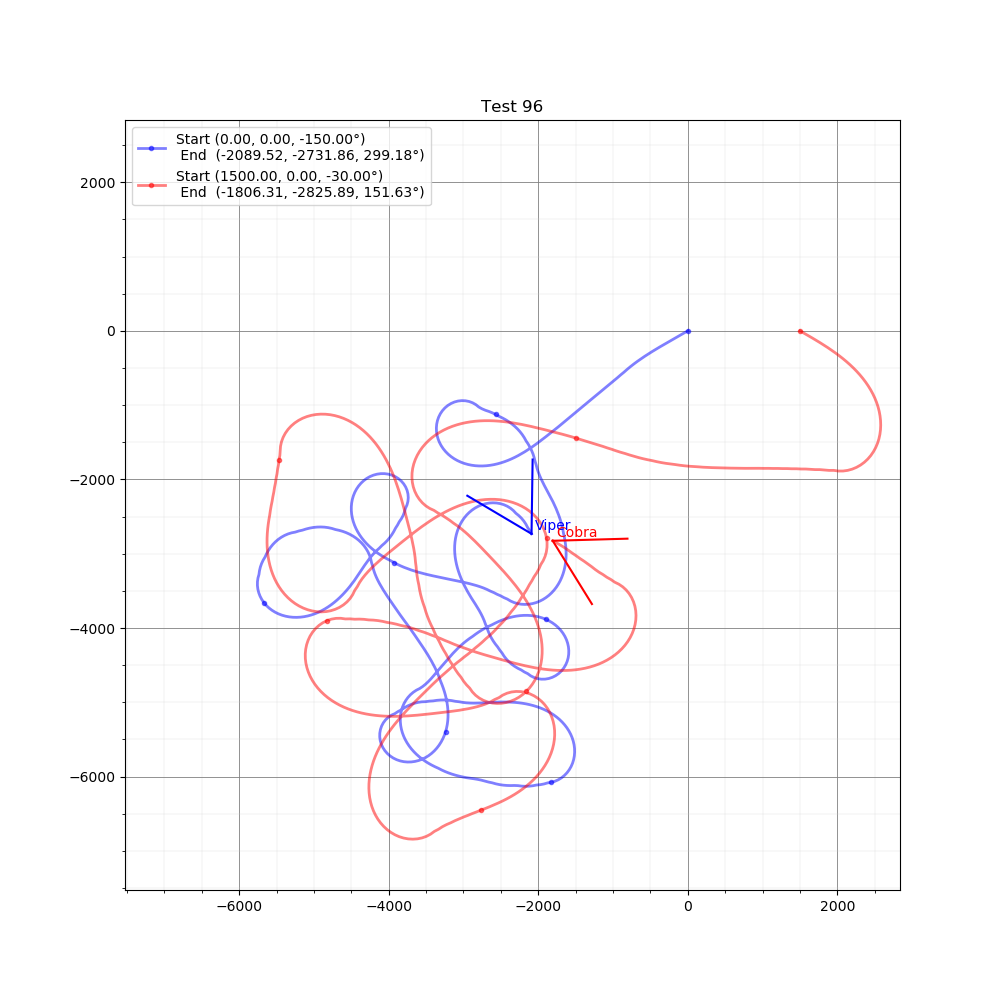 Test 96
Start (0.00, 0.00, -150.00°)
End (-2089.52, -2731.86, 299.18°)
Start (1500.00, 0.00, -30.00°)
End (-1806.31, -2825.89, 151.63°)
2000
0
−2000
−4000
−6000
Viper
Cobra
−6000
−4000
−2000
0
2000